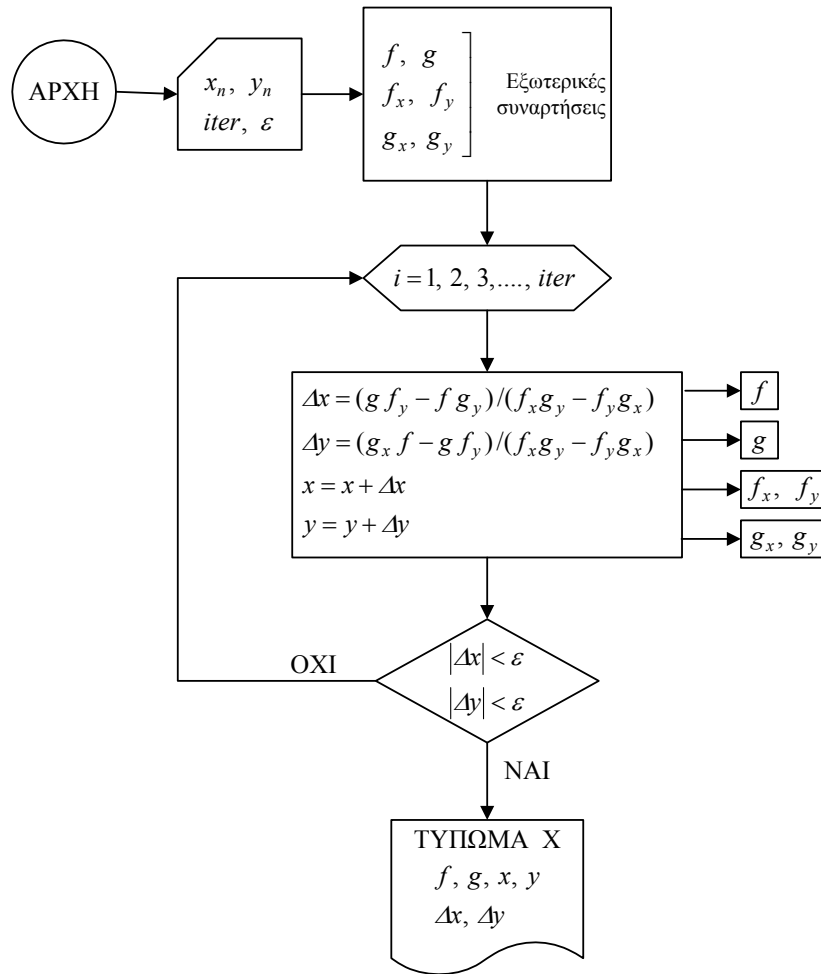 ΑΡΧΗ
x_n, y_n
iter, ε
f, g
f_x, f_y
g_x, g_y
Εξωτερικές
συναρτήσεις
i = 1, 2, 3,...., iter
Δx = (g f_y − f g_y)/(f_x g_y − f_y g_x)
Δy = (g_x f − g f_y)/(f_x g_y − f_y g_x)
x = x + Δx
y = y + Δy
f
g
f_x, f_y
g_x, g_y
ΟΧΙ
|Δx| < ε
|Δy| < ε
ΝΑΙ
ΤΥΠΩΜΑ Χ
f, g, x, y
Δx, Δy